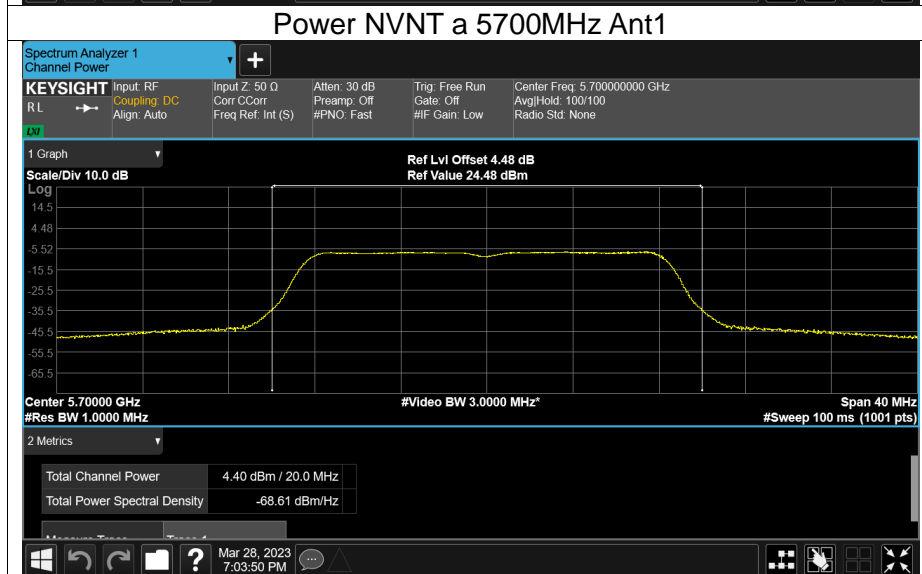 Power NVNT a 5700MHz Ant1
Spectrum Analyzer 1
Channel Power
KEYSIGHT
R L
LXI
Input: RF
Coupling: DC
Align: Auto
Input Z: 50 Ω
Corr CCorr
Freq Ref: Int (S)
Atten: 30 dB
Preamp: Off
#PNO: Fast
Trig: Free Run
Gate: Off
#IF Gain: Low
Center Freq: 5.700000000 GHz
Avg|Hold: 100/100
Radio Std: None
1 Graph
Scale/Div 10.0 dB
Ref Lvl Offset 4.48 dB
Ref Value 24.48 dBm
Log
14.5
4.48
-5.52
-15.5
-25.5
-35.5
-45.5
-55.5
-65.5
Center 5.70000 GHz
#Video BW 3.0000 MHz*
Span 40 MHz
#Res BW 1.0000 MHz
#Sweep 100 ms (1001 pts)
2 Metrics
Total Channel Power 4.40 dBm / 20.0 MHz
Total Power Spectral Density -68.61 dBm/Hz
Mar 28, 2023
7:03:50 PM